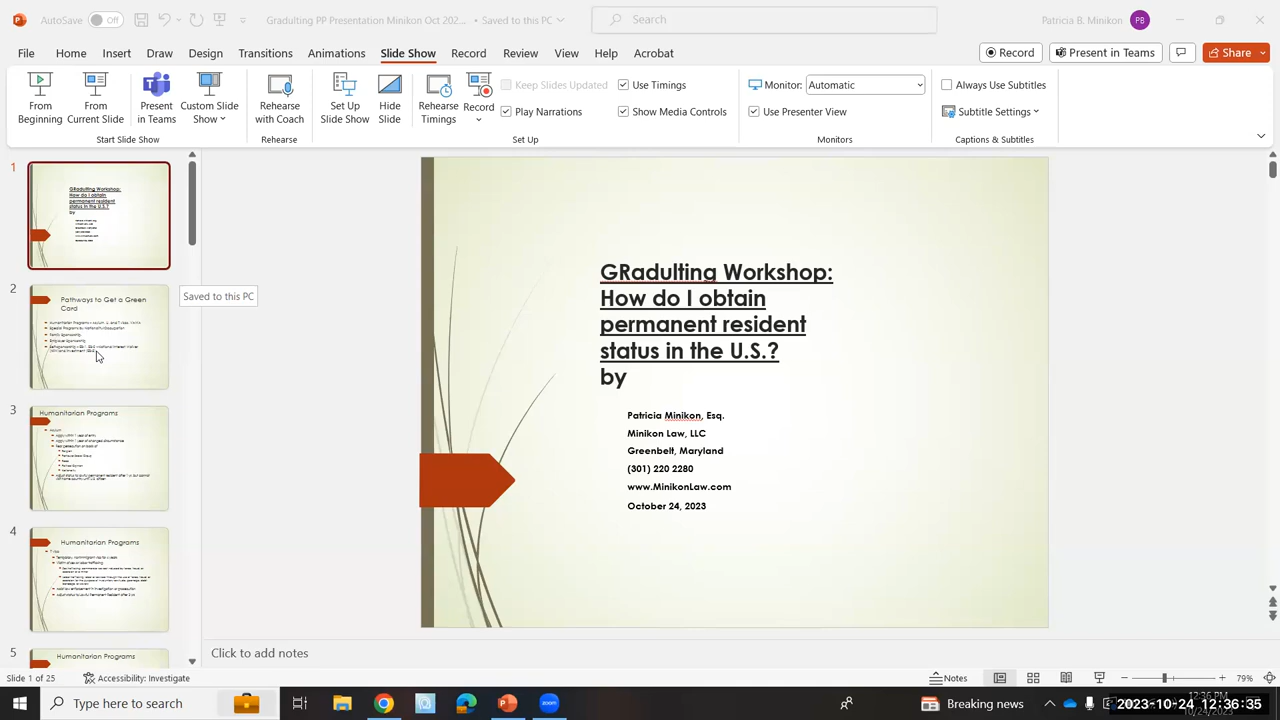 AutoSave Off Gradulting PP Presentation Minikon Oct 202... • Saved to this PC Search Patricia B. Minikon PB
File Home Insert Draw Design Transitions Animations Slide Show Record Review View Help Acrobat Record Present in Teams Share
From Beginning
From Current Slide
Present in Teams
Custom Slide Show
Rehearse with Coach
Set Up Slide Show
Hide Slide
Rehearse Timings
Record
Keep Slides Updated
Play Narrations
Use Timings
Show Media Controls
Monitor: Automatic
Use Presenter View
Always Use Subtitles
Subtitle Settings
Start Slide Show Rehearse Set Up Monitors Captions & Subtitles
1
GRadulting Workshop:
How do I obtain
permanent resident
status in the U.S.?
by
2
Pathways to Get a Green
Card
Saved to this PC
3
Humanitarian Programs
4
Humanitarian Programs
5
Humanitarian Programs
GRadulting Workshop:
How do I obtain
permanent resident
status in the U.S.?
by
Patricia Minikon, Esq.
Minikon Law, LLC
Greenbelt, Maryland
(301) 220 2280
www.MinikonLaw.com
October 24, 2023
Click to add notes
Slide 1 of 25 Accessibility: Investigate Notes 79%
Type here to search zoom Breaking news 12:36 PM
2023-10-24 12:36:35